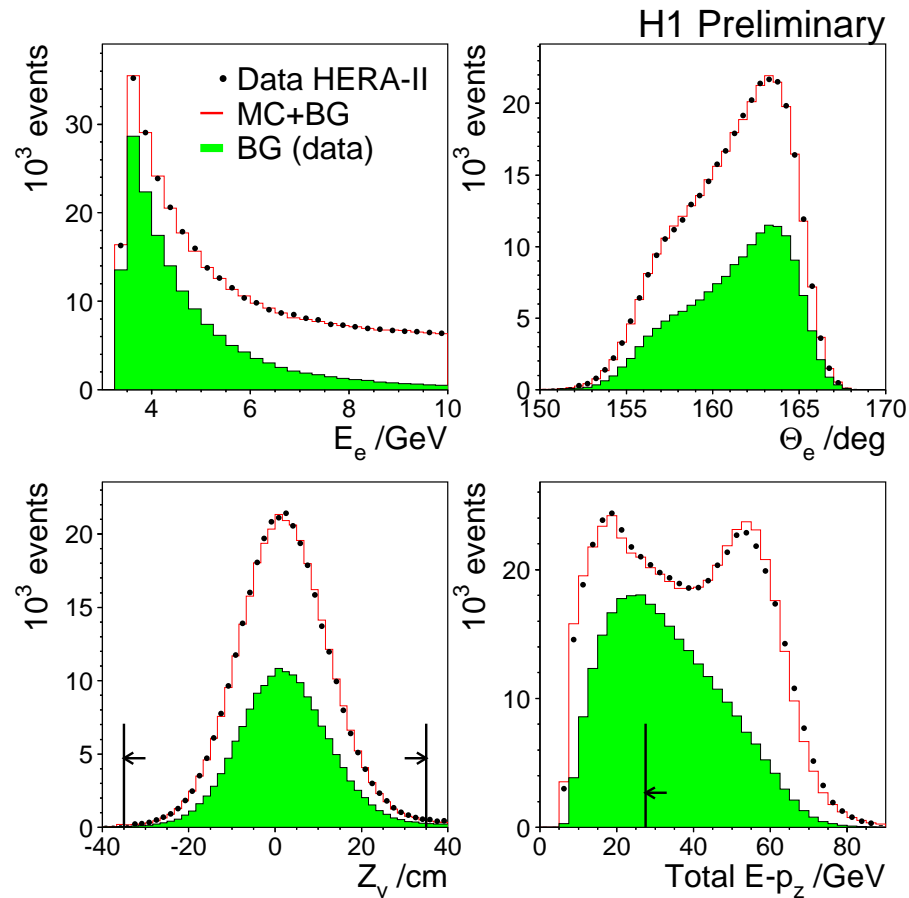 H1 Preliminary
10³ events
30
20
10
0
4 6 8 10
E_e /GeV
Data HERA-II
MC+BG
BG (data)
10³ events
20
15
10
5
0
150 155 160 165 170
Θ_e /deg
10³ events
20
15
10
5
0
-40 -20 0 20 40
Z_v /cm
10³ events
20
10
0
0 20 40 60 80
Total E-p_z /GeV